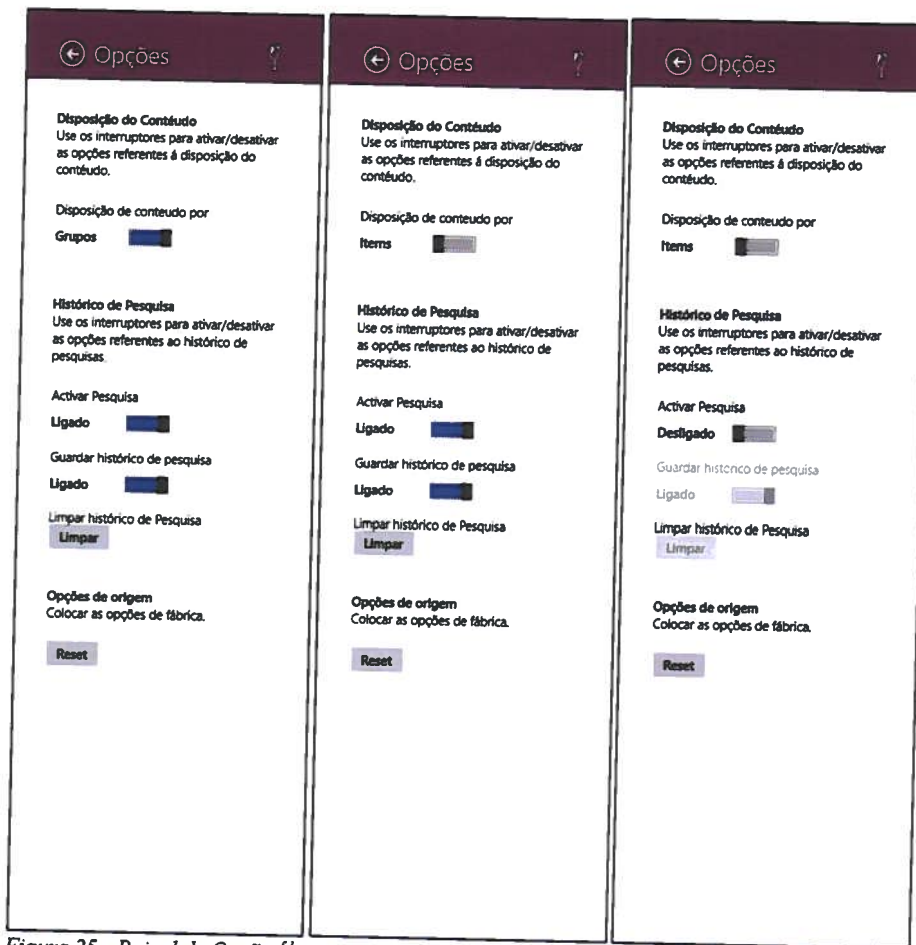 Opções
Disposição do Contéudo
Use os interruptores para ativar/desativar
as opções referentes á disposição do
contéudo.
Disposição de conteudo por
Grupos
Histórico de Pesquisa
Use os interruptores para ativar/desativar
as opções referentes ao histórico de
pesquisas.
Activar Pesquisa
Ligado
Guardar histórico de pesquisa
Ligado
Limpar histórico de Pesquisa
Limpar
Opções de origem
Colocar as opções de fábrica.
Reset
Opções
Disposição do Contéudo
Use os interruptores para ativar/desativar
as opções referentes á disposição do
contéudo.
Disposição de conteudo por
Items
Histórico de Pesquisa
Use os interruptores para ativar/desativar
as opções referentes ao histórico de
pesquisas.
Activar Pesquisa
Ligado
Guardar histórico de pesquisa
Ligado
Limpar histórico de Pesquisa
Limpar
Opções de origem
Colocar as opções de fábrica.
Reset
Opções
Disposição do Contéudo
Use os interruptores para ativar/desativar
as opções referentes á disposição do
contéudo.
Disposição de conteudo por
Items
Histórico de Pesquisa
Use os interruptores para ativar/desativar
as opções referentes ao histórico de
pesquisas.
Activar Pesquisa
Desligado
Guardar histórico de pesquisa
Ligado
Limpar histórico de Pesquisa
Limpar
Opções de origem
Colocar as opções de fábrica.
Reset